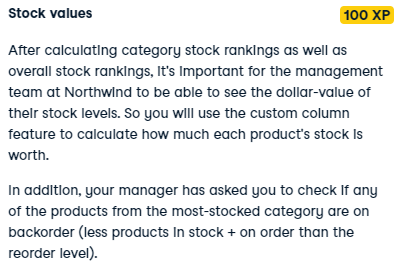 Stock values
100 XP
After calculating category stock rankings as well as
overall stock rankings, it's important for the management
team at Northwind to be able to see the dollar-value of
their stock levels. So you will use the custom column
feature to calculate how much each product's stock is
worth.
In addition, your manager has asked you to check if any
of the products from the most-stocked category are on
backorder (less products in stock + on order than the
reorder level).